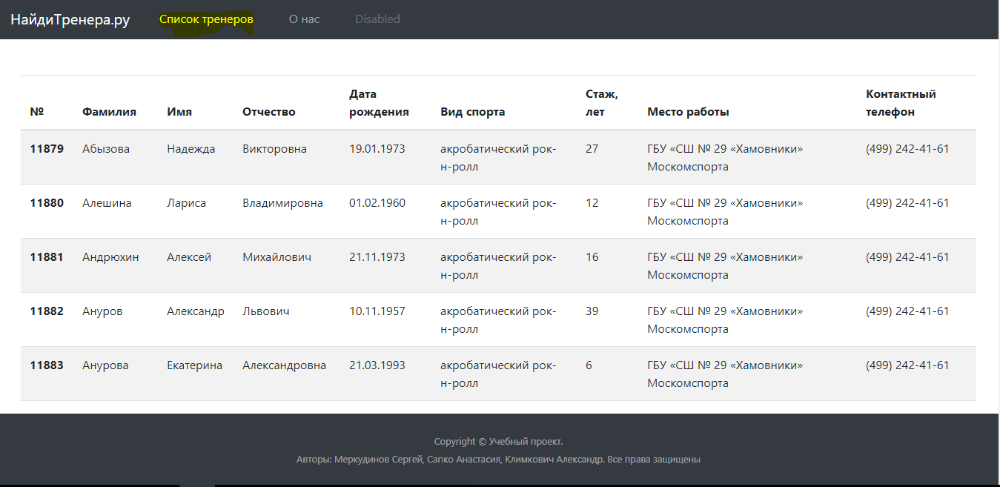 НайдиТренера.ру Список тренеров О нас Disabled
№ Фамилия Имя Отчество Дата рождения Вид спорта Стаж, лет Место работы Контактный телефон
11879 Абызова Надежда Викторовна 19.01.1973 акробатический рок- 27 ГБУ «СШ № 29 «Хамовники» (499) 242-41-61
н-ролл Москомспорта
11880 Алешина Лариса Владимировна 01.02.1960 акробатический рок- 12 ГБУ «СШ № 29 «Хамовники» (499) 242-41-61
н-ролл Москомспорта
11881 Андрюхин Алексей Михайлович 21.11.1973 акробатический рок- 16 ГБУ «СШ № 29 «Хамовники» (499) 242-41-61
н-ролл Москомспорта
11882 Ануров Александр Львович 10.11.1957 акробатический рок- 39 ГБУ «СШ № 29 «Хамовники» (499) 242-41-61
н-ролл Москомспорта
11883 Анурова Екатерина Александровна 21.03.1993 акробатический рок- 6 ГБУ «СШ № 29 «Хамовники» (499) 242-41-61
н-ролл Москомспорта
Copyright © Учебный проект.
Авторы: Меркудинов Сергей, Сапко Анастасия, Климкович Александр. Все права защищены